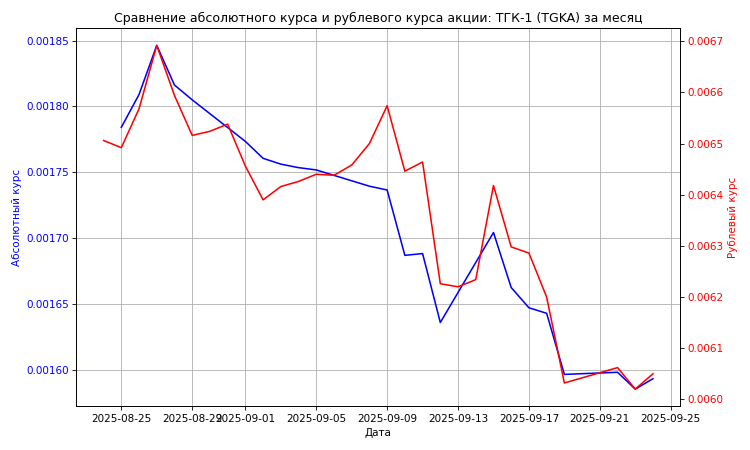 Сравнение абсолютного курса и рублевого курса акции: ТГК-1 (TGKA) за месяц
0.00185
0.00180
0.00175
0.00170
0.00165
0.00160
Абсолютный курс
0.0067
0.0066
0.0065
0.0064
0.0063
0.0062
0.0061
0.0060
Рублевый курс
2025-08-25 2025-08-29 2025-09-01 2025-09-05 2025-09-09 2025-09-13 2025-09-17 2025-09-21 2025-09-25
Дата